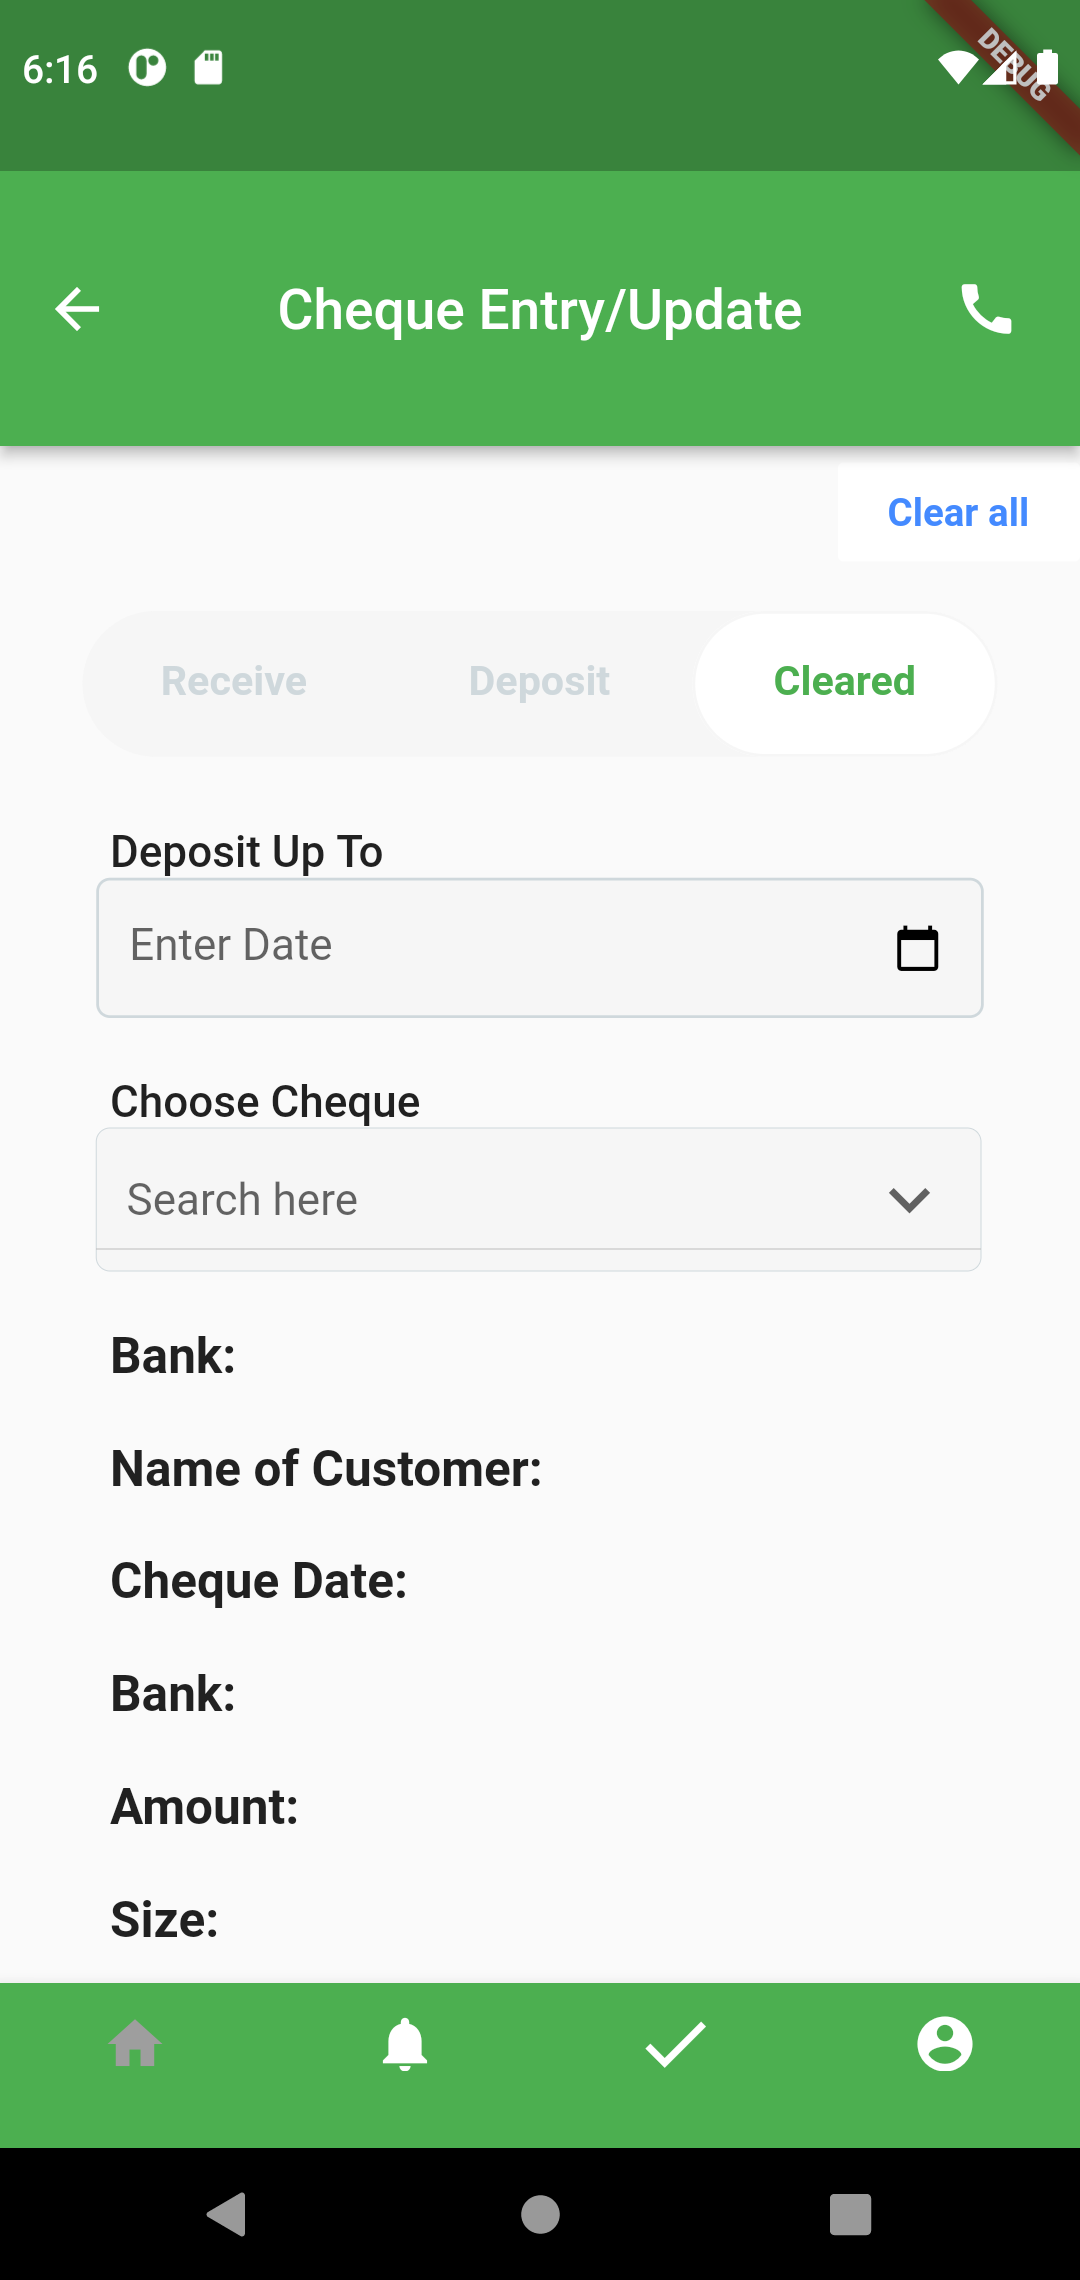 6:16
DEBUG
Cheque Entry/Update
Clear all
Receive Deposit Cleared
Deposit Up To
Enter Date
Choose Cheque
Search here
Bank:
Name of Customer:
Cheque Date:
Bank:
Amount:
Size: